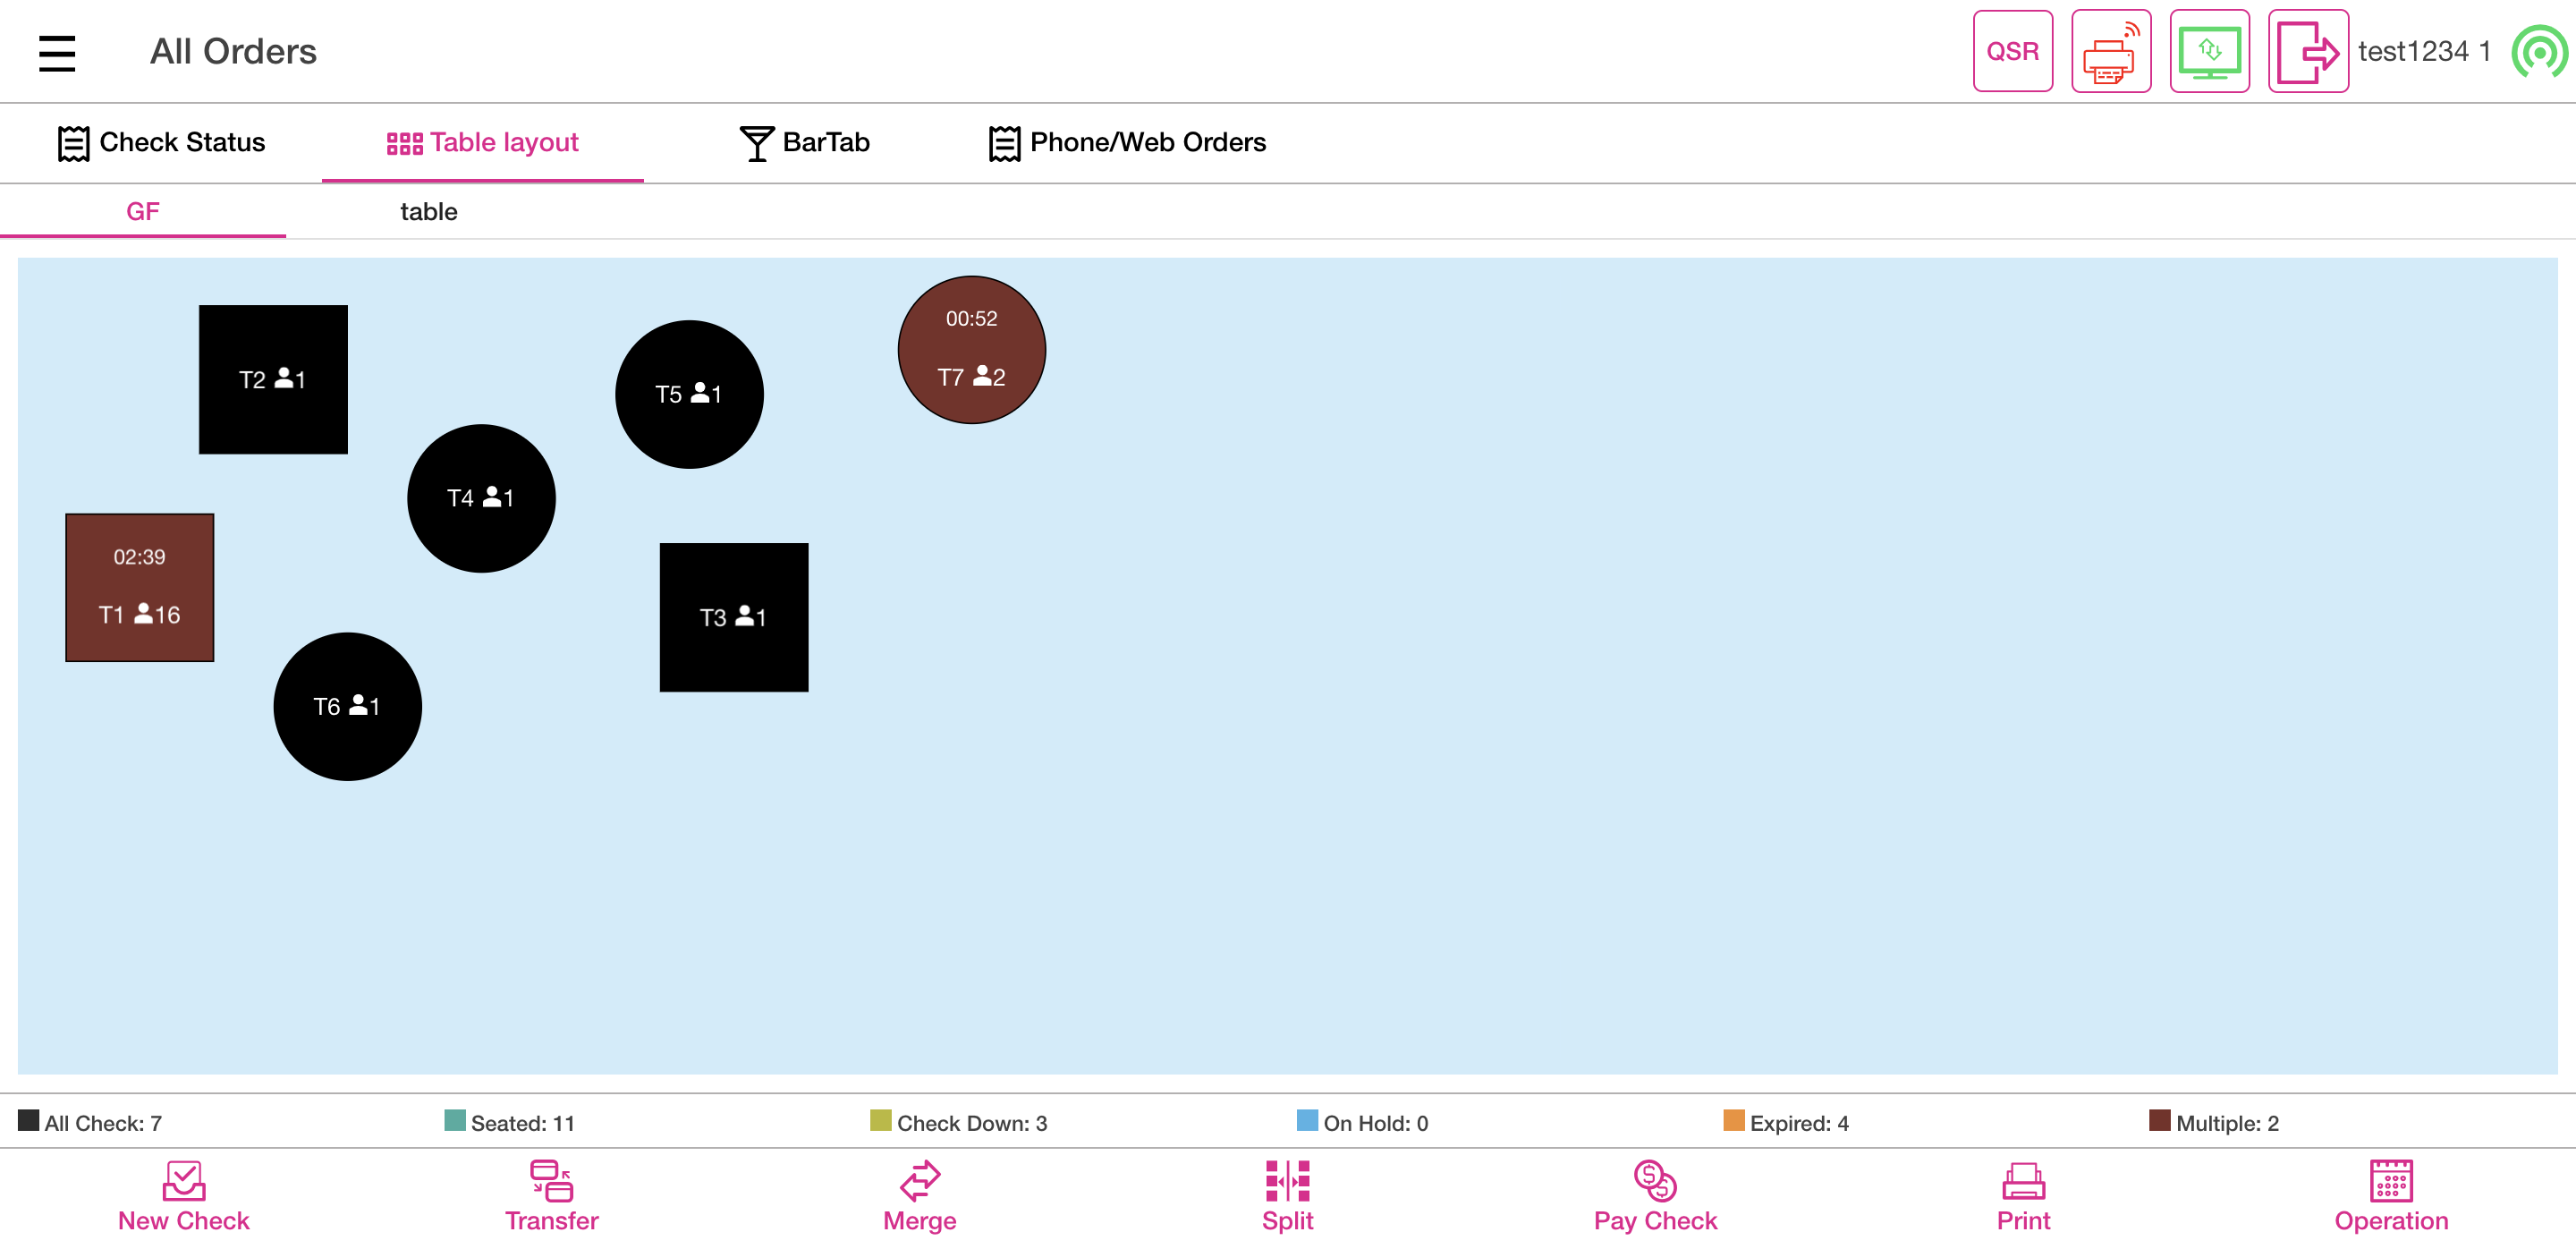 All Orders
QSR
test1234 1
Check Status
Table layout
BarTab
Phone/Web Orders
GF
table
00:52
T7 2
T2 1
T5 1
T4 1
02:39
T1 16
T3 1
T6 1
All Check: 7
Seated: 11
Check Down: 3
On Hold: 0
Expired: 4
Multiple: 2
New Check
Transfer
Merge
Split
Pay Check
Print
Operation